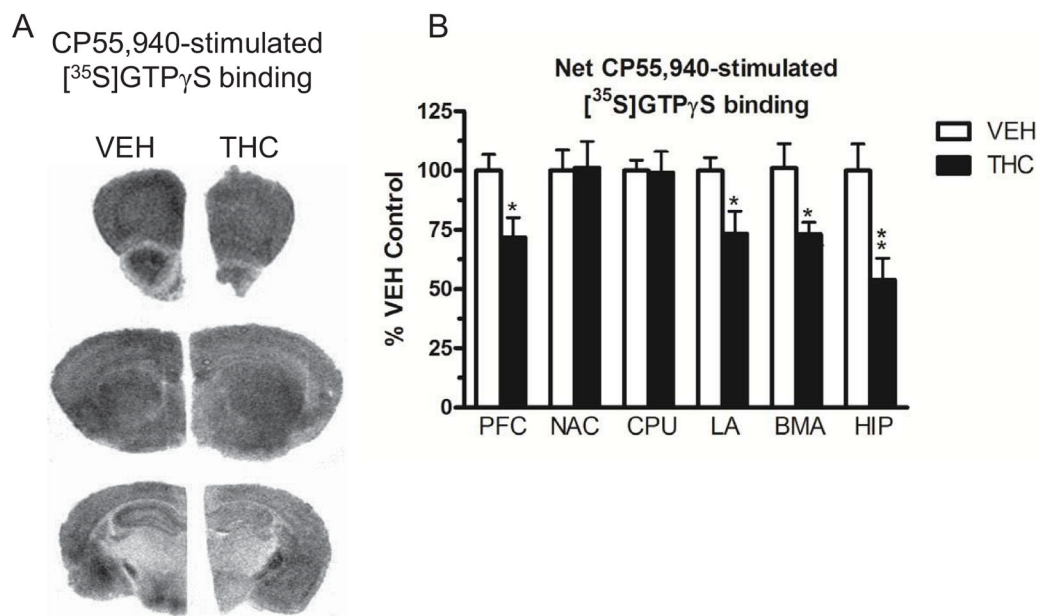 A
CP55,940-stimulated
[³⁵S]GTPγS binding
VEH THC
B
Net CP55,940-stimulated
[³⁵S]GTPγS binding
% VEH Control
125
100
75
50
25
0
* * * **
PFC NAC CPU LA BMA HIP
VEH
THC